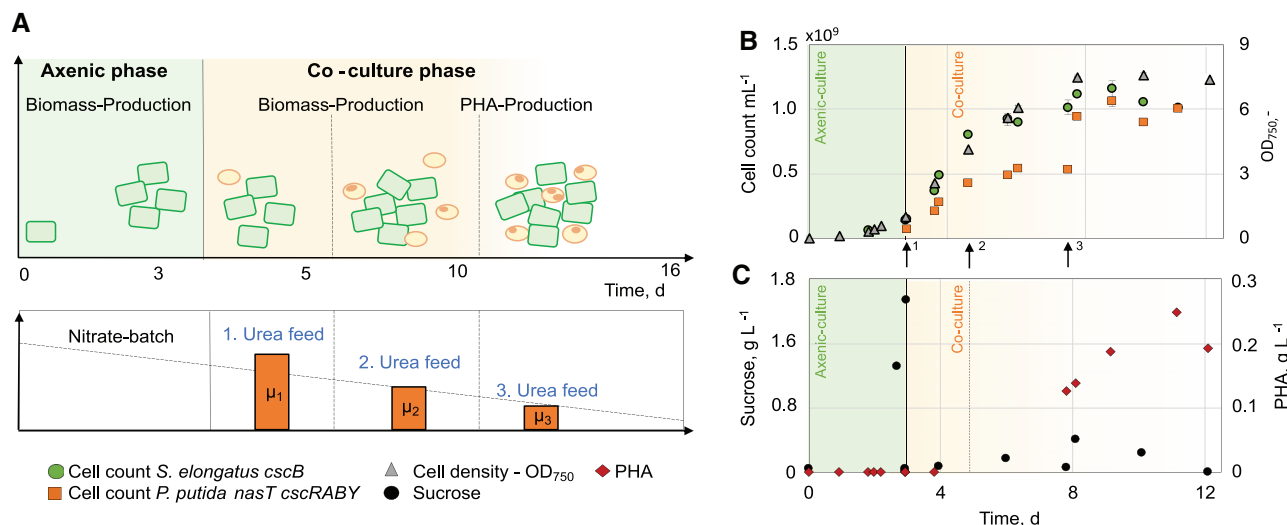 A
Axenic phase
Co - culture phase
Biomass-Production
Biomass-Production
PHA-Production
0
3
5
10
16
Time, d
Nitrate-batch
1. Urea feed
2. Urea feed
3. Urea feed
μ1
μ2
μ3
Cell count S. elongatus cscB
Cell density - OD750
PHA
Cell count P. putida nasT cscRABY
Sucrose
B
x10⁹
1.5
1.0
0.5
0
Cell count mL-1
Axenic-culture
Co-culture
9
6
3
0
OD750,-
1
2
3
C
1.8
1.6
0.8
0
Sucrose, g L-1
Axenic-culture
Co-culture
0.3
0.2
0.1
0
PHA, g L-1
0
4
8
12
Time, d